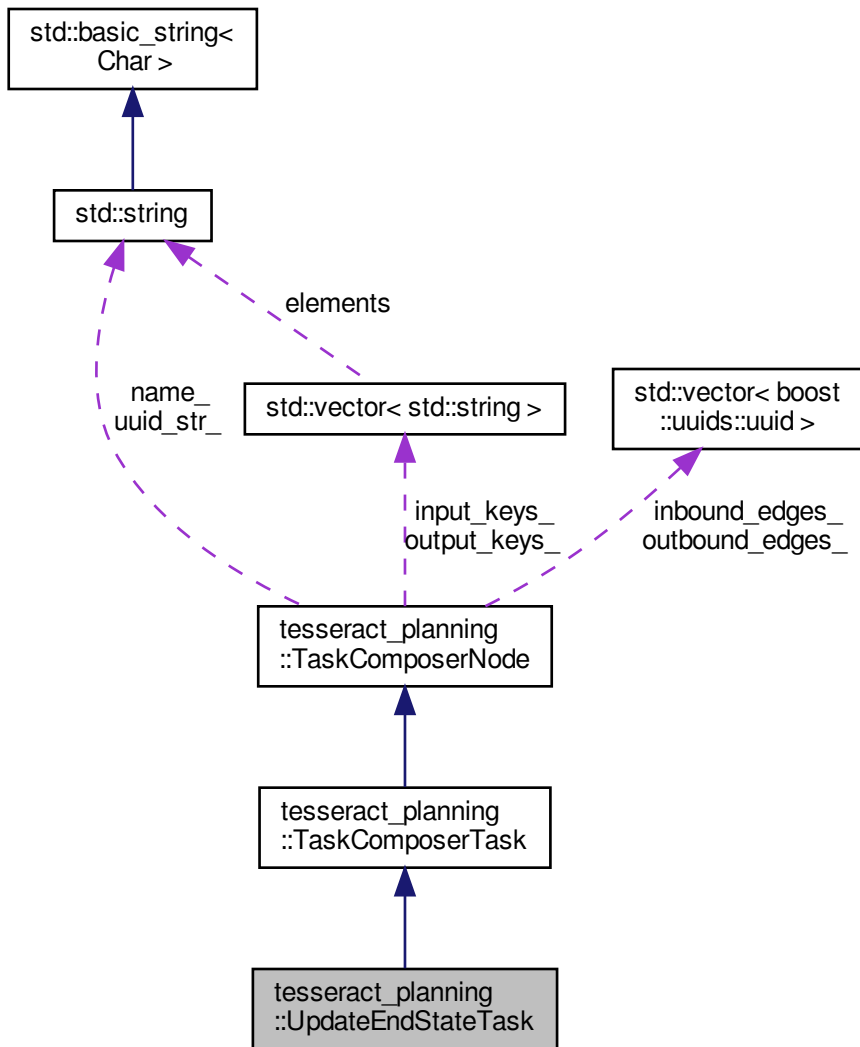 std::basic_string<
Char >
std::string
elements
name_
uuid_str_
std::vector< std::string >
std::vector< boost
::uuids::uuid >
input_keys_
output_keys_
inbound_edges_
outbound_edges_
tesseract_planning
::TaskComposerNode
tesseract_planning
::TaskComposerTask
tesseract_planning
::UpdateEndStateTask